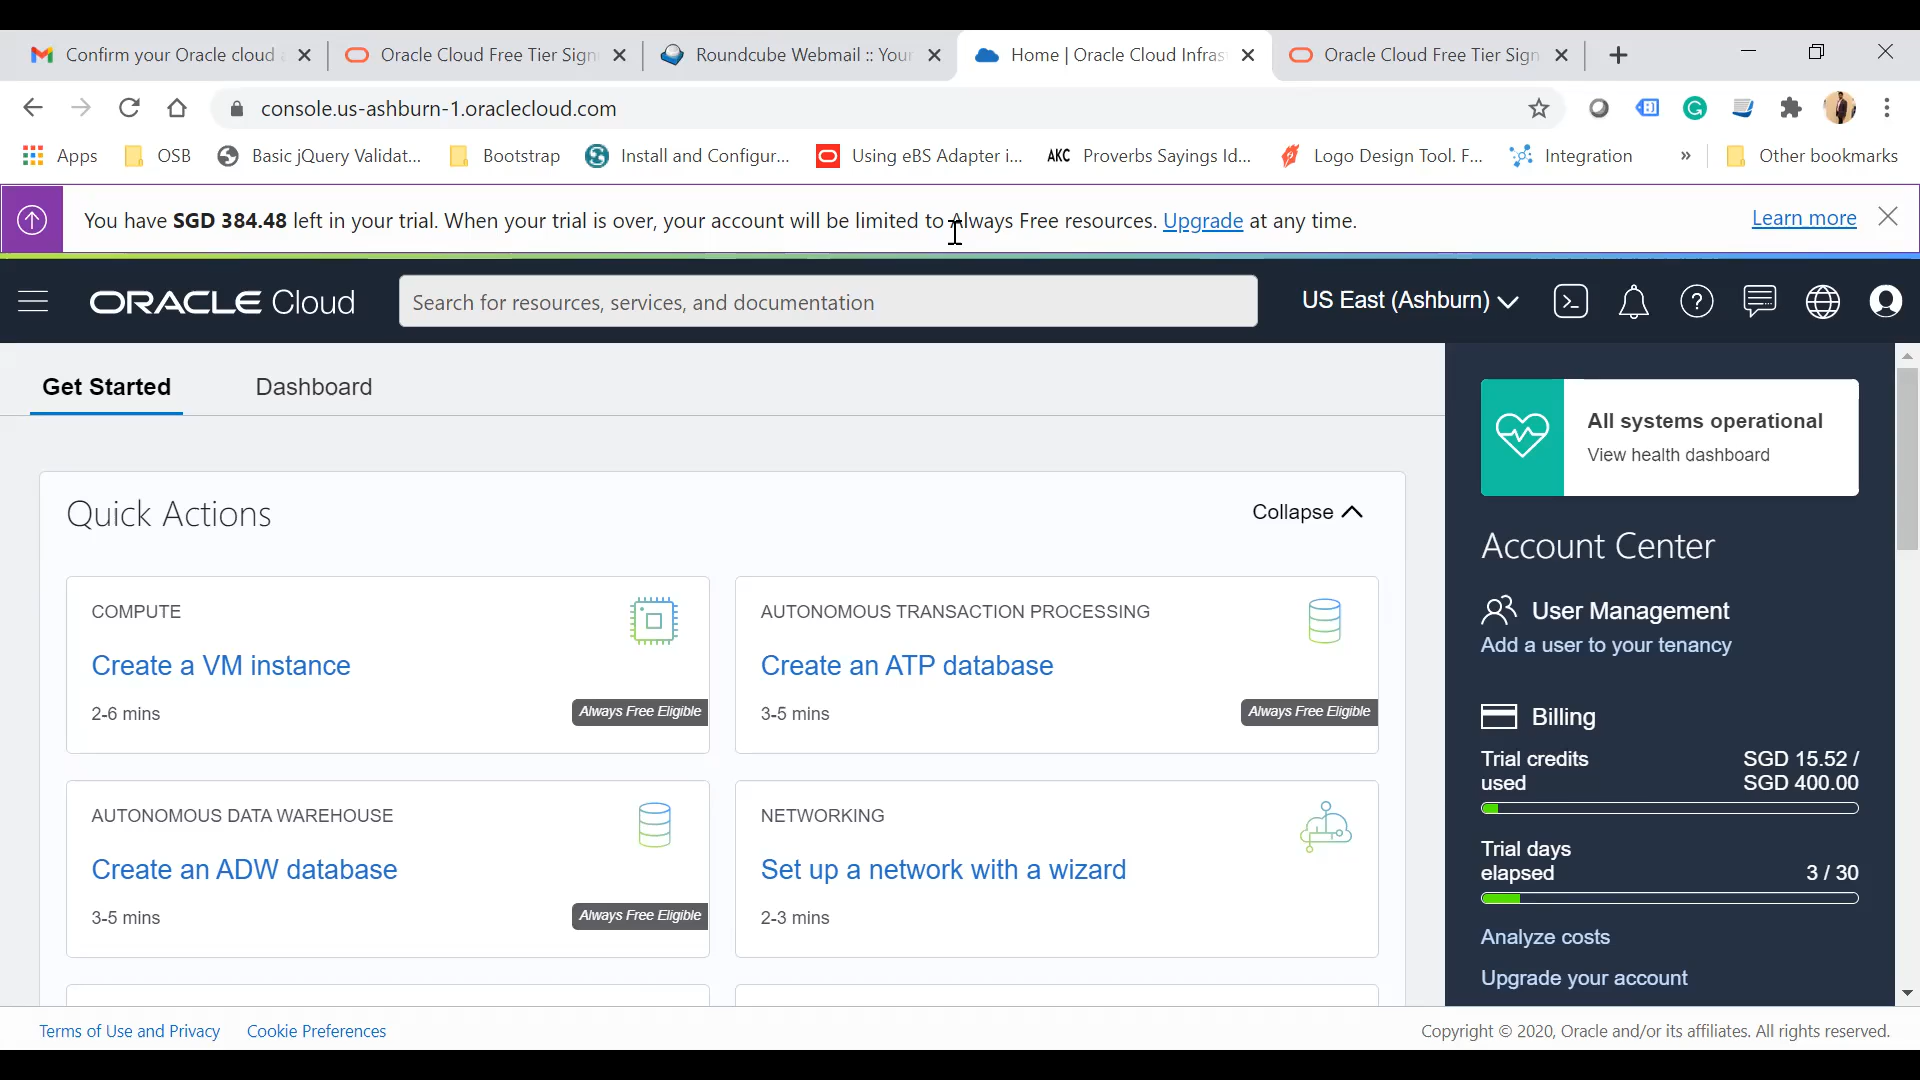 Confirm your Oracle cloud a
Oracle Cloud Free Tier Sign
Roundcube Webmail :: Your
Home | Oracle Cloud Infras
Oracle Cloud Free Tier Sign
console.us-ashburn-1.oraclecloud.com
Apps
OSB
Basic jQuery Validat...
Bootstrap
Install and Configur...
Using eBS Adapter i...
AKC Proverbs Sayings Id...
Logo Design Tool. F...
Integration
»
Other bookmarks
You have SGD 384.48 left in your trial. When your trial is over, your account will be limited to Always Free resources. Upgrade at any time.
Learn more
ORACLE Cloud
Search for resources, services, and documentation
US East (Ashburn)
Get Started
Dashboard
All systems operational
View health dashboard
Quick Actions
Collapse
Account Center
COMPUTE
Create a VM instance
2-6 mins
Always Free Eligible
AUTONOMOUS TRANSACTION PROCESSING
Create an ATP database
3-5 mins
Always Free Eligible
User Management
Add a user to your tenancy
Billing
Trial credits used
SGD 15.52 / SGD 400.00
AUTONOMOUS DATA WAREHOUSE
Create an ADW database
3-5 mins
Always Free Eligible
NETWORKING
Set up a network with a wizard
2-3 mins
Trial days elapsed
3 / 30
Analyze costs
Upgrade your account
Terms of Use and Privacy
Cookie Preferences
Copyright © 2020, Oracle and/or its affiliates. All rights reserved.